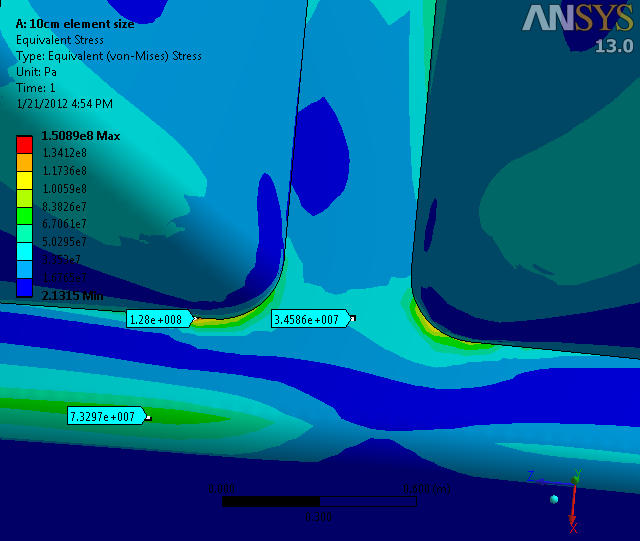 A: 10cm element size
Equivalent Stress
Type: Equivalent (von-Mises) Stress
Unit: Pa
Time: 1
1/21/2012 4:54 PM
ANSYS
13.0
1.5089e8 Max
1.3412e8
1.1736e8
1.0059e8
8.3826e7
6.7061e7
5.0295e7
2.1315 Min
1.28e+008
3.4586e+007
7.3297e+007
Z
Y
X